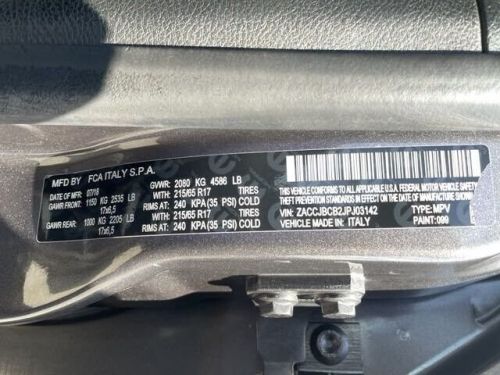 MFD BY FCA ITALY S.P.A.
DATE OF MFR 07/18 GVWR: 2080 KG 4586 LB
GAWR FRONT: 1150 KG 2535 LB WITH 215/65 R17 TIRES
17x6,5 RIMS AT 240 KPA (35 PSI) COLD
GAWR REAR: 1000 KG 2205 LB WITH 215/65 R17 TIRES
17x6,5 RIMS AT 240 KPA (35 PSI) COLD
THIS VEHICLE CONFORMS TO ALL APPLICABLE U.S.A. FEDERAL MOTOR
VEHICLE SAFETY, BUMPER AND THEFT PREVENTION STANDARDS IN
EFFECT ON THE DATE OF MANUFACTURE SHOWN ABOVE.
VIN: ZACCJBCB2JPJ03142 TYPE: MPV
VEHICLE MADE IN: ITALY PAINT: 099